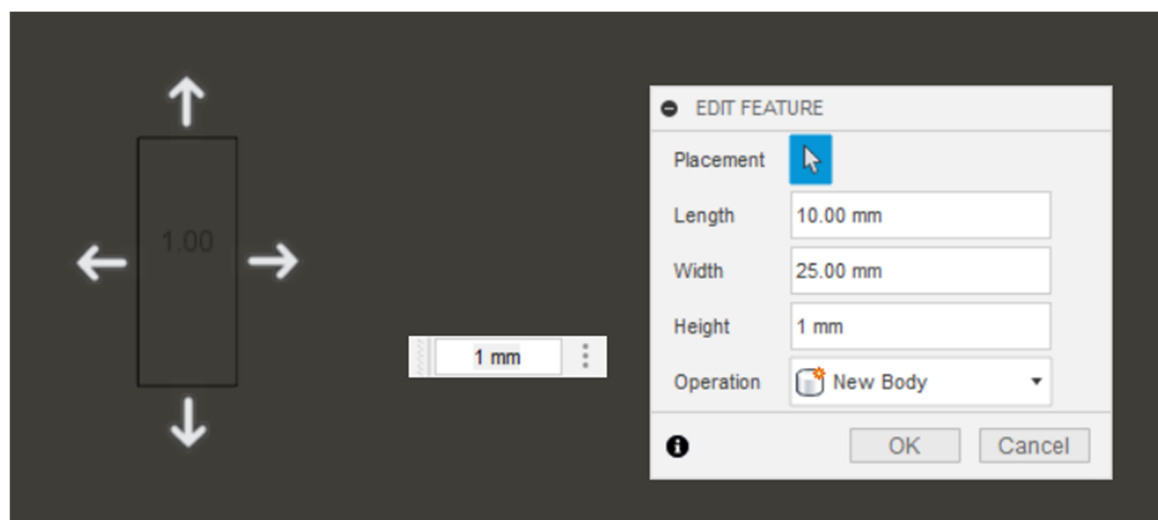 EDIT FEATURE
Placement
Length 10.00 mm
1.00
Width 25.00 mm
Height 1 mm
1 mm
Operation New Body
OK Cancel